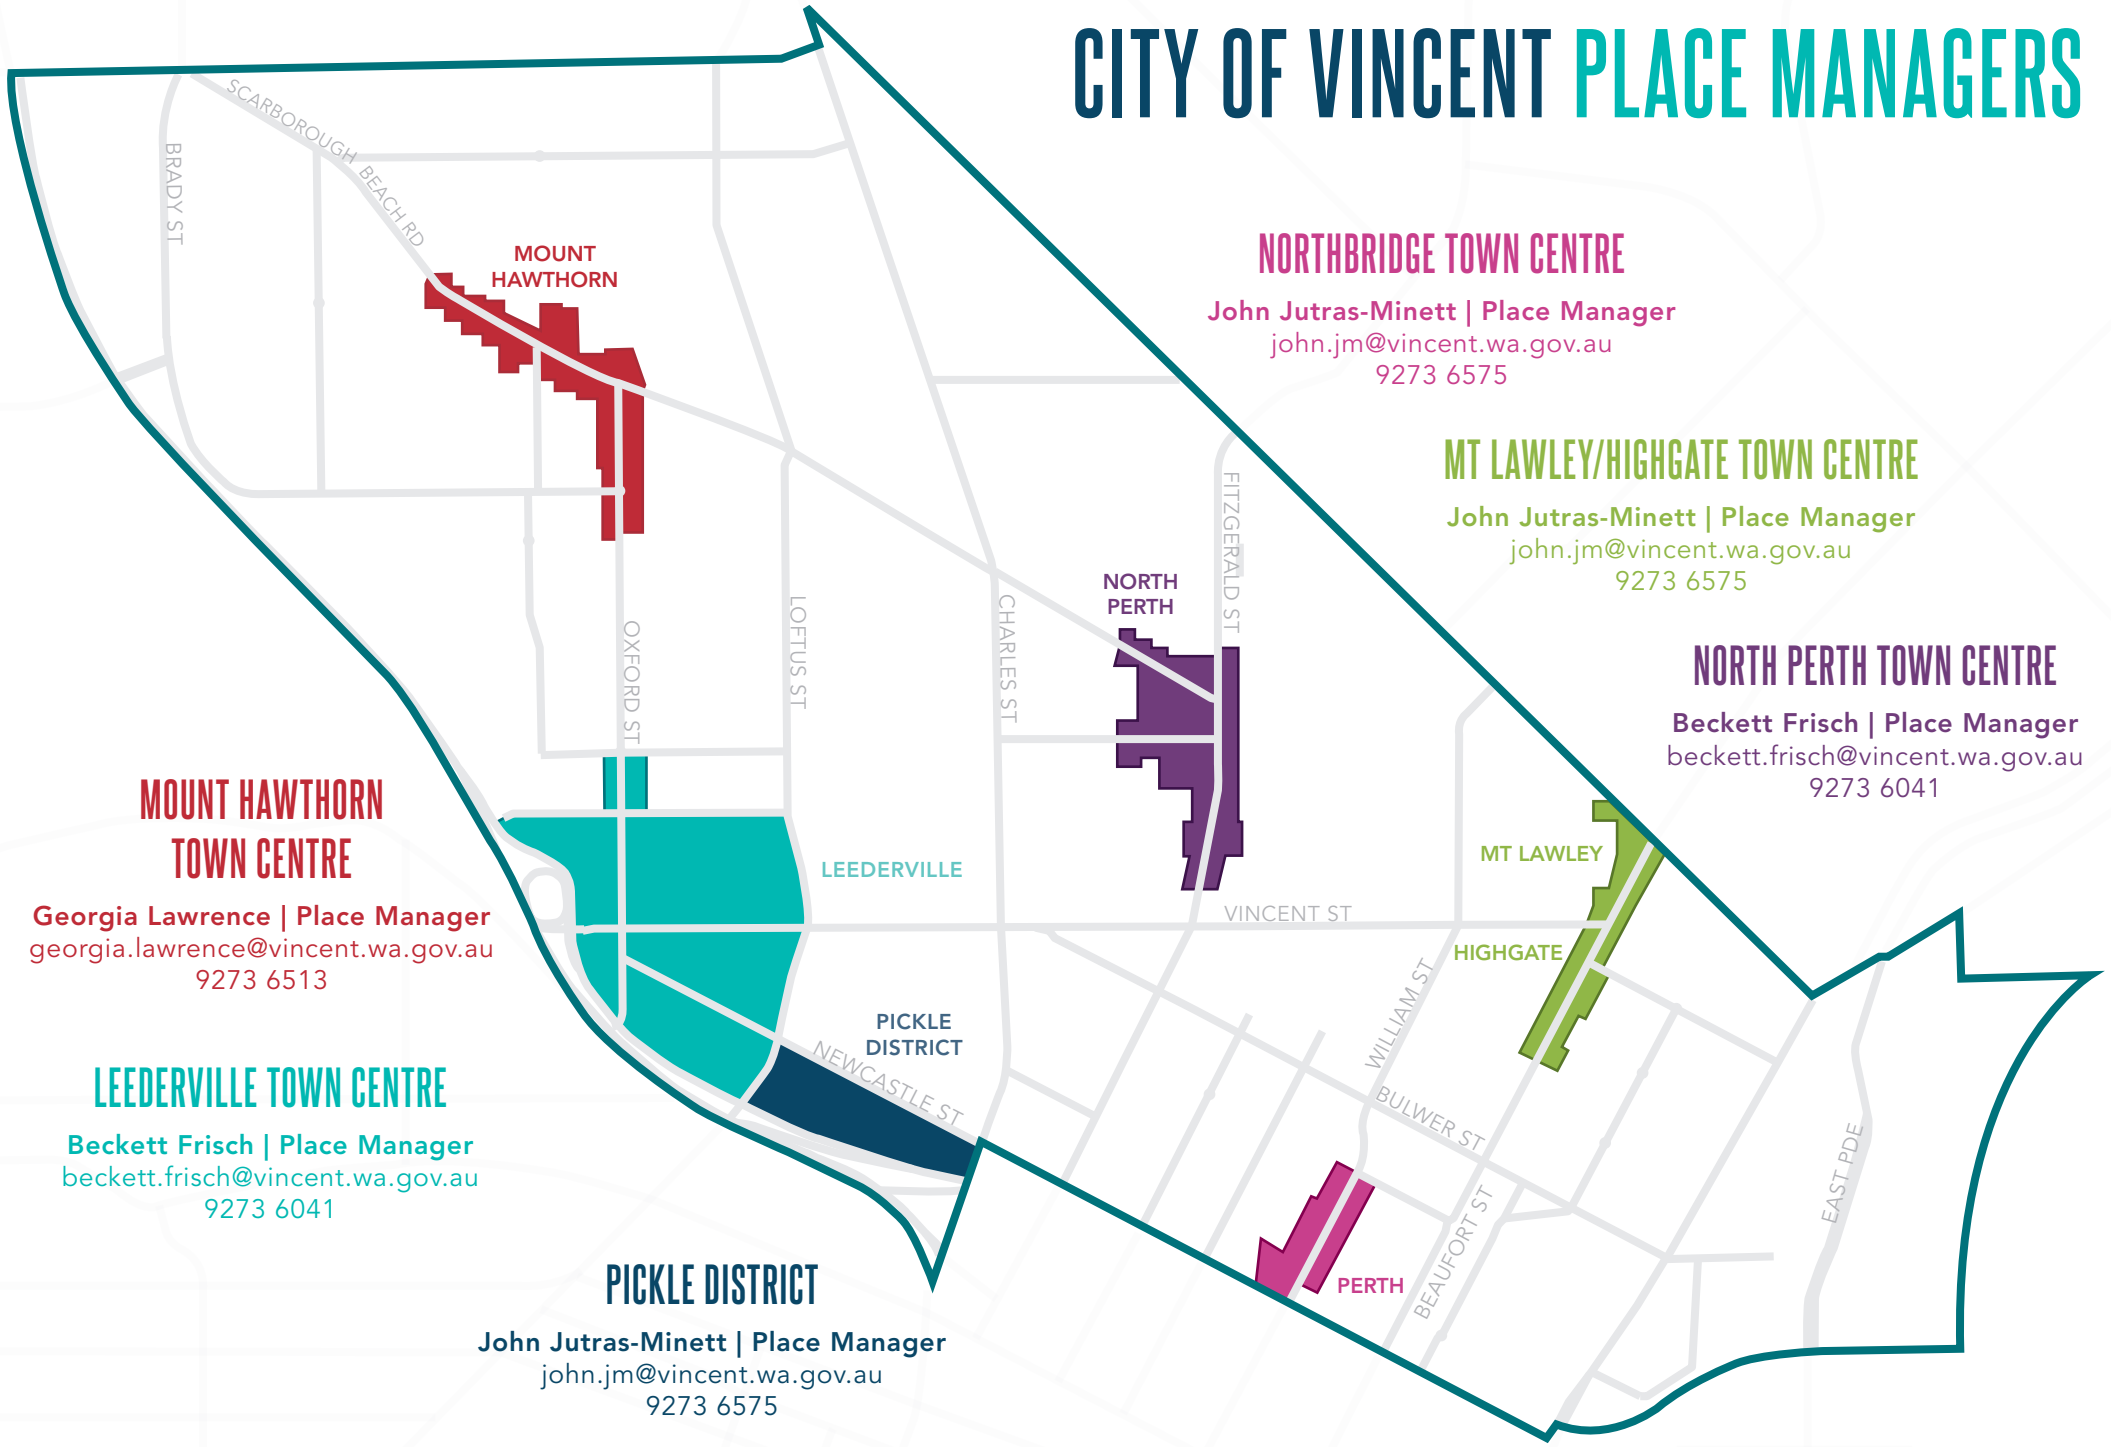 CITY OF VINCENT PLACE MANAGERS
SCARBOROUGH BEACH RD
BRADY ST
MOUNT
HAWTHORN
NORTHBRIDGE TOWN CENTRE
John Jutras-Minett | Place Manager
john.jm@vincent.wa.gov.au
9273 6575
MT LAWLEY/HIGHGATE TOWN CENTRE
John Jutras-Minett | Place Manager
john.jm@vincent.wa.gov.au
9273 6575
FITZGERALD ST
NORTH
PERTH
OXFORD ST
LOFTUS ST
CHARLES ST
NORTH PERTH TOWN CENTRE
Beckett Frisch | Place Manager
beckett.frisch@vincent.wa.gov.au
9273 6041
MOUNT HAWTHORN
TOWN CENTRE
Georgia Lawrence | Place Manager
georgia.lawrence@vincent.wa.gov.au
9273 6513
LEEDERVILLE
MT LAWLEY
VINCENT ST
HIGHGATE
WILLIAM ST
PICKLE
DISTRICT
NEWCASTLE ST
BULWER ST
EAST PDE
LEEDERVILLE TOWN CENTRE
Beckett Frisch | Place Manager
beckett.frisch@vincent.wa.gov.au
9273 6041
BEAUFORT ST
PERTH
PICKLE DISTRICT
John Jutras-Minett | Place Manager
john.jm@vincent.wa.gov.au
9273 6575